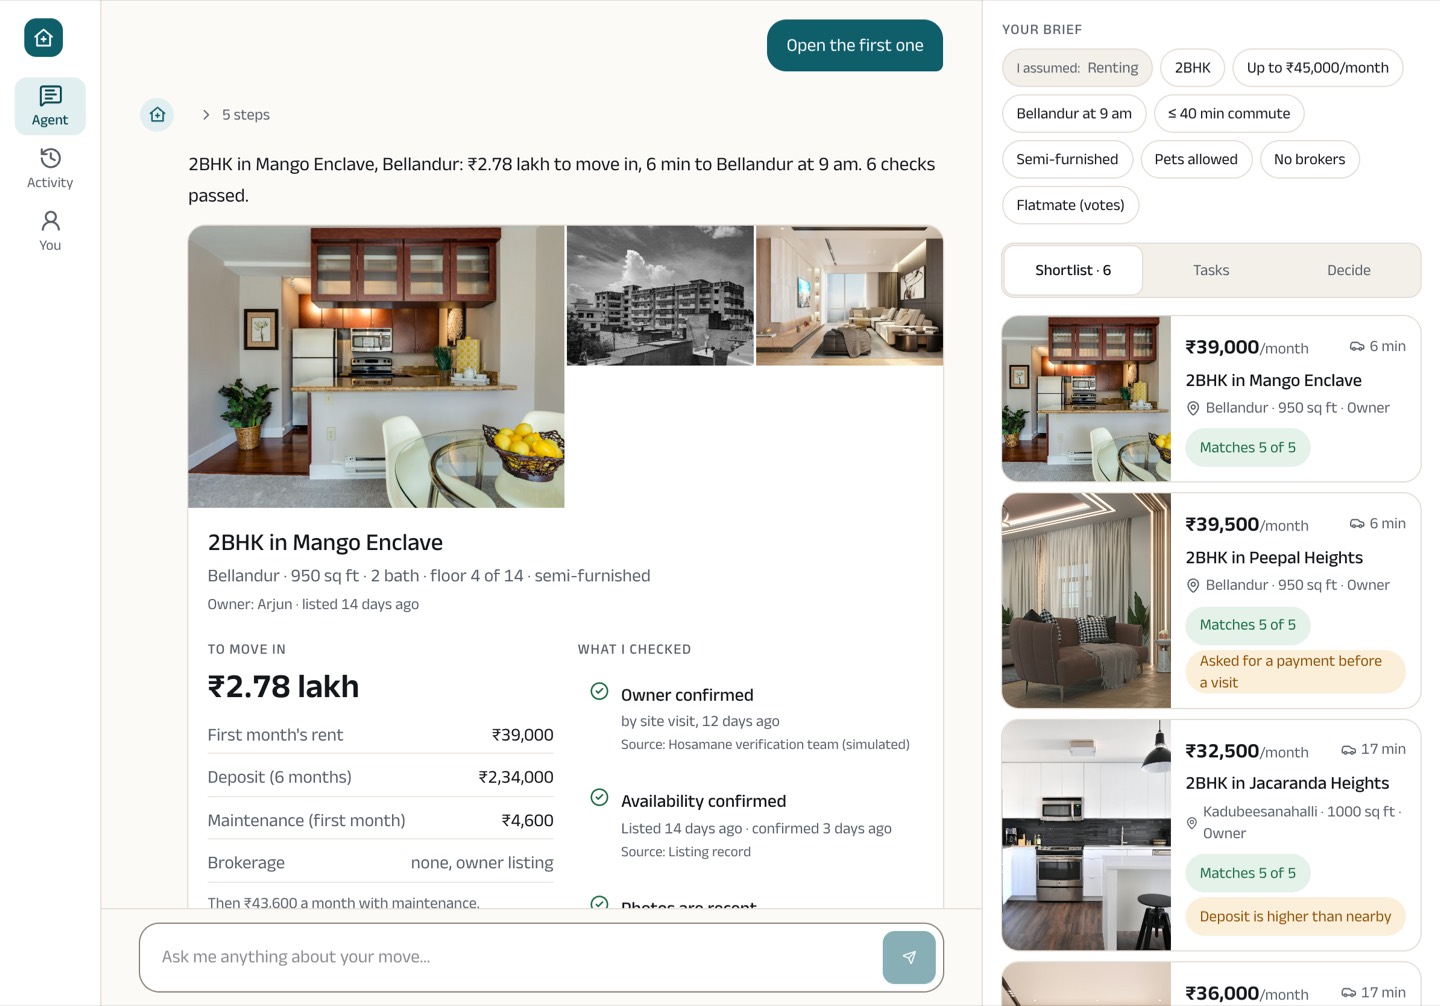 Agent
Activity
You
Open the first one
5 steps
2BHK in Mango Enclave, Bellandur: ₹2.78 lakh to move in, 6 min to Bellandur at 9 am. 6 checks
passed.
2BHK in Mango Enclave
Bellandur · 950 sq ft · 2 bath · floor 4 of 14 · semi-furnished
Owner: Arjun · listed 14 days ago
TO MOVE IN
₹2.78 lakh
First month's rent ₹39,000
Deposit (6 months) ₹2,34,000
Maintenance (first month) ₹4,600
Brokerage none, owner listing
Then ₹43,600 a month with maintenance.
WHAT I CHECKED
Owner confirmed
by site visit, 12 days ago
Source: Hosamane verification team (simulated)
Availability confirmed
Listed 14 days ago · confirmed 3 days ago
Source: Listing record
Photos are recent
Ask me anything about your move...
YOUR BRIEF
I assumed: Renting
2BHK
Up to ₹45,000/month
Bellandur at 9 am
≤ 40 min commute
Semi-furnished
Pets allowed
No brokers
Flatmate (votes)
Shortlist · 6
Tasks
Decide
₹39,000/month 6 min
2BHK in Mango Enclave
Bellandur · 950 sq ft · Owner
Matches 5 of 5
₹39,500/month 6 min
2BHK in Peepal Heights
Bellandur · 950 sq ft · Owner
Matches 5 of 5
Asked for a payment before
a visit
₹32,500/month 17 min
2BHK in Jacaranda Heights
Kadubeesanahalli · 1000 sq ft ·
Owner
Matches 5 of 5
Deposit is higher than nearby
₹36,000/month 17 min